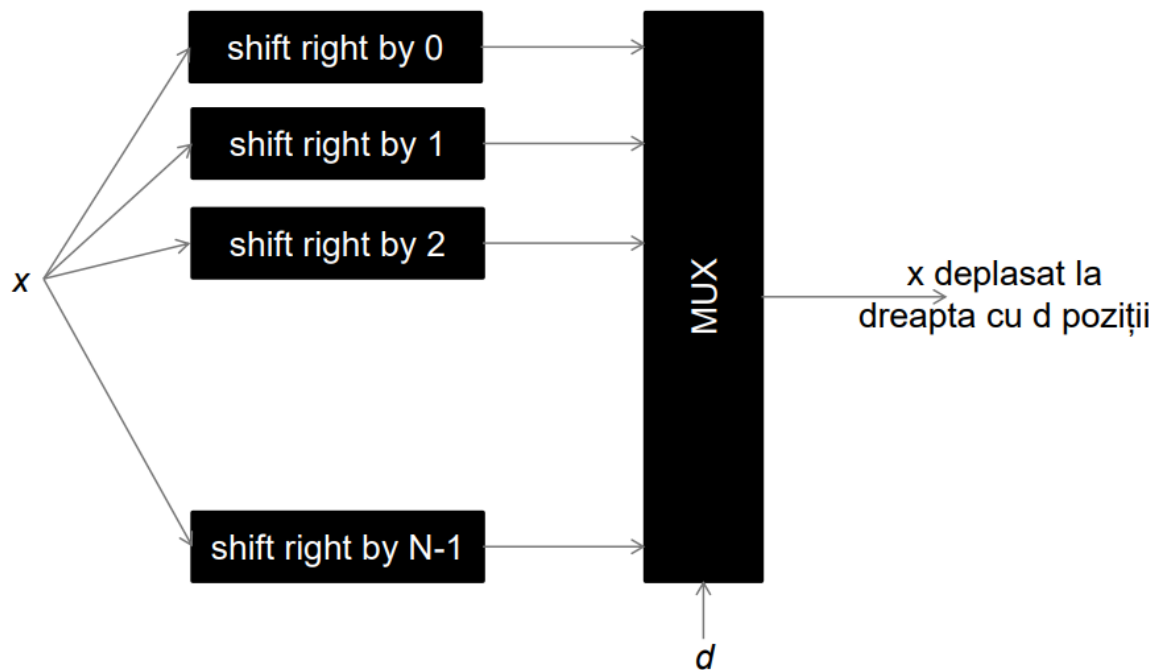 shift right by 0
shift right by 1
shift right by 2
x
MUX
x deplasat la
dreapta cu d poziții
shift right by N-1
d